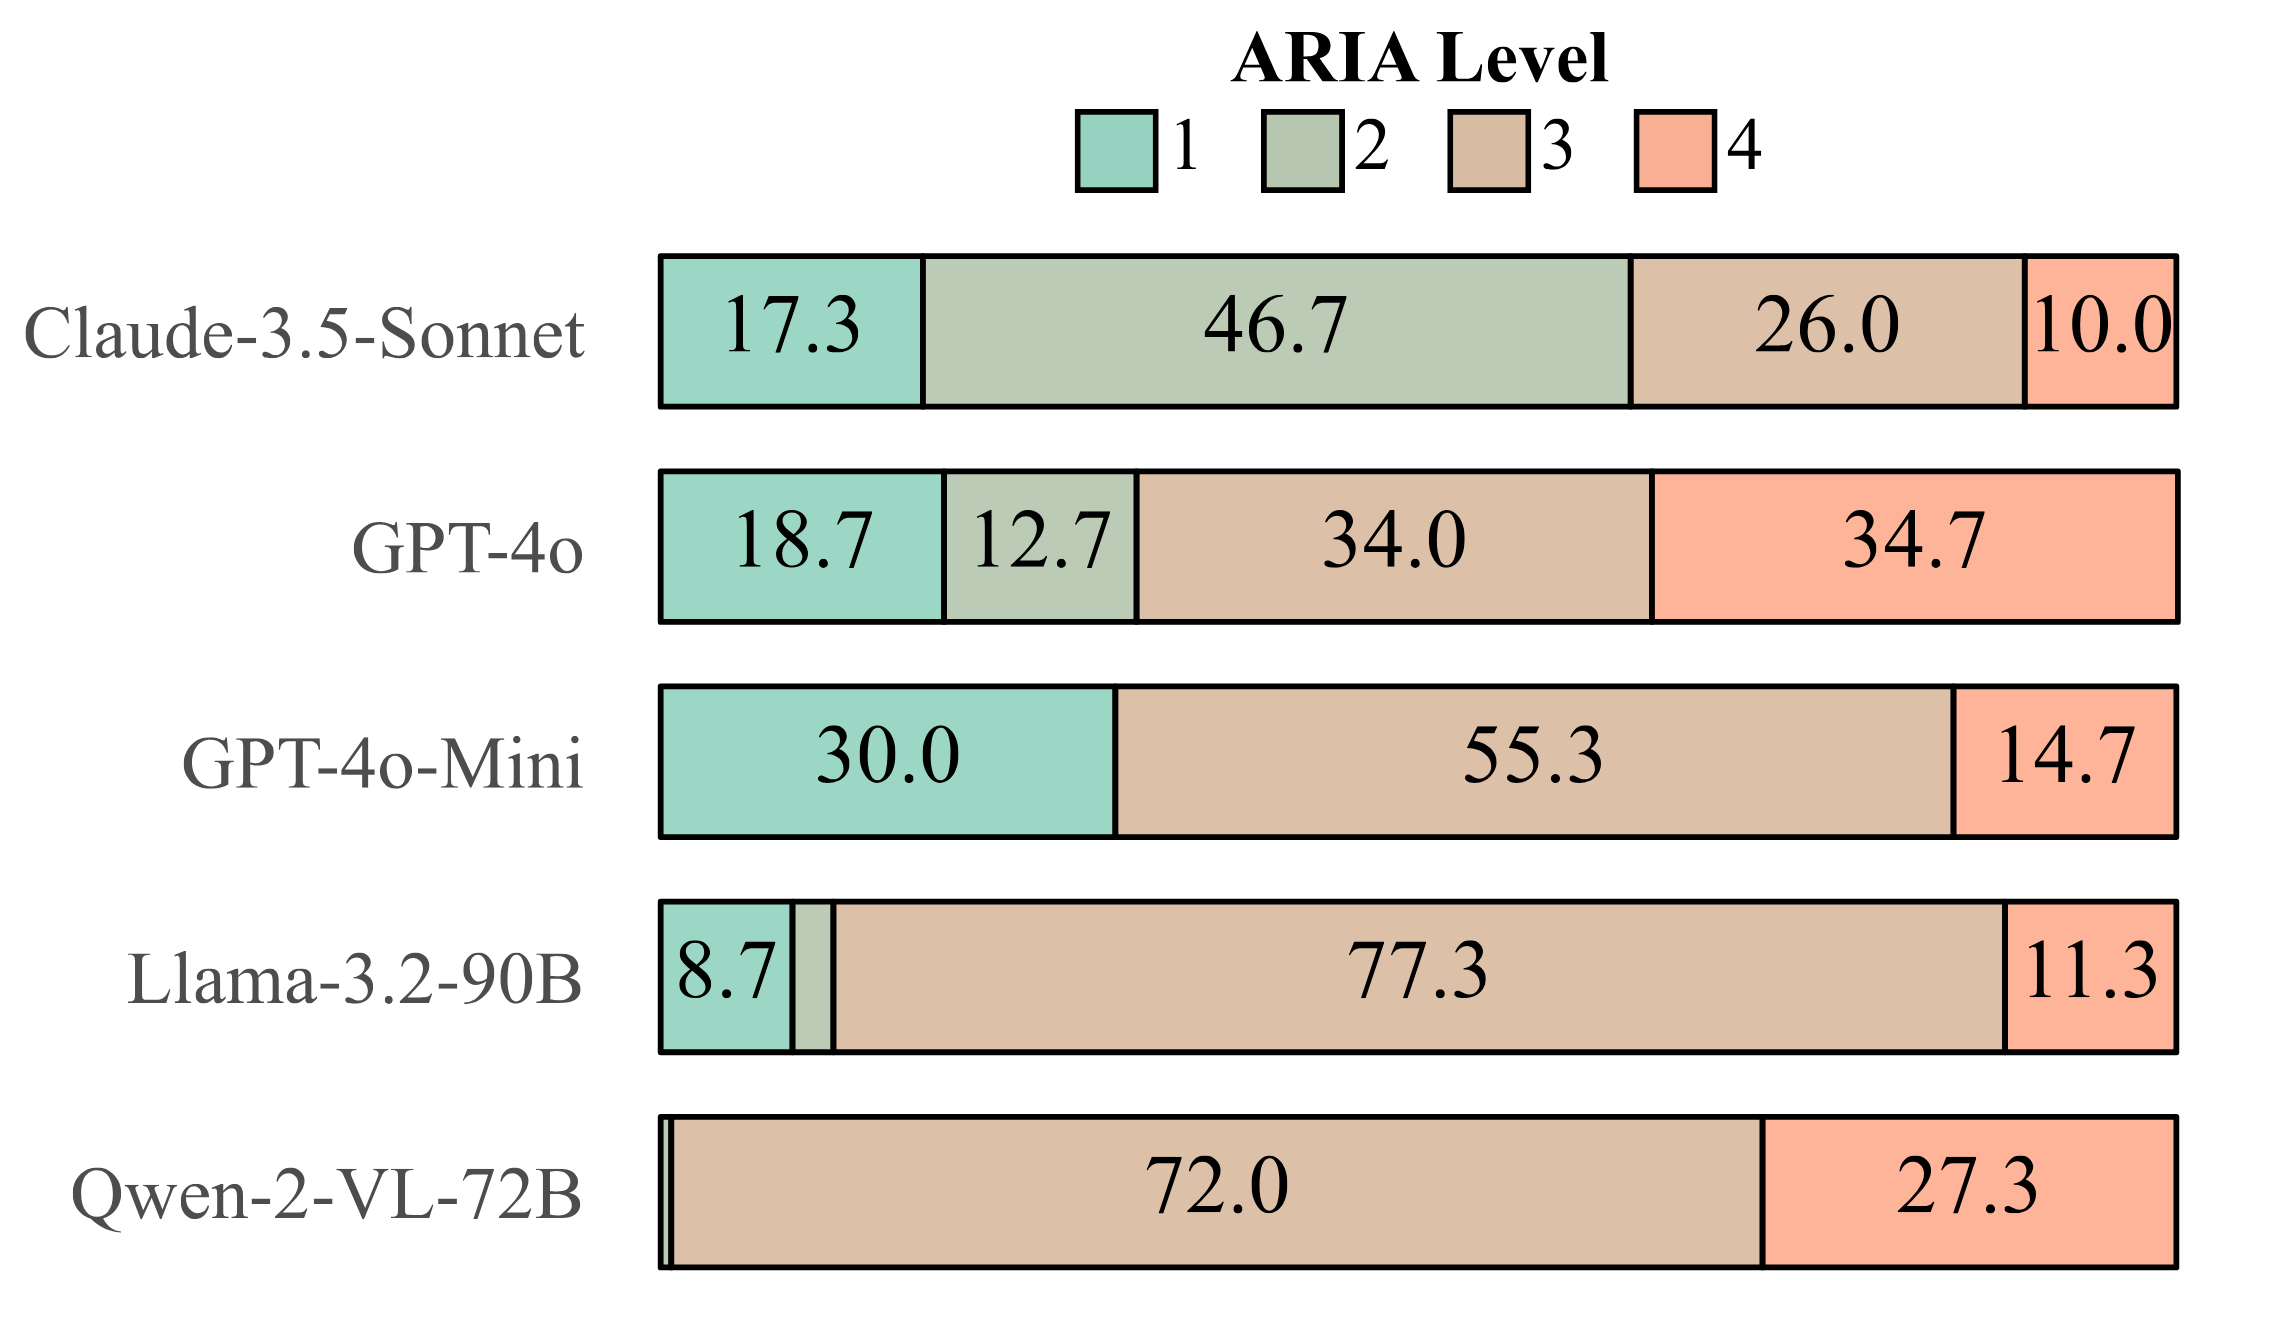 ARIA Level
1 2 3 4
Claude-3.5-Sonnet 17.3 46.7 26.0 10.0
GPT-4o 18.7 12.7 34.0 34.7
GPT-4o-Mini 30.0 55.3 14.7
Llama-3.2-90B 8.7 77.3 11.3
Qwen-2-VL-72B 72.0 27.3